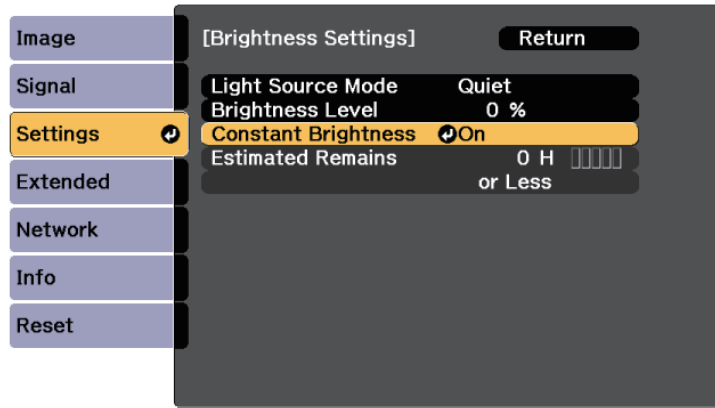 Image
Signal
Settings
Extended
Network
Info
Reset
[Brightness Settings] Return
Light Source Mode Quiet
Brightness Level 0 %
Constant Brightness On
Estimated Remains 0 H
or Less